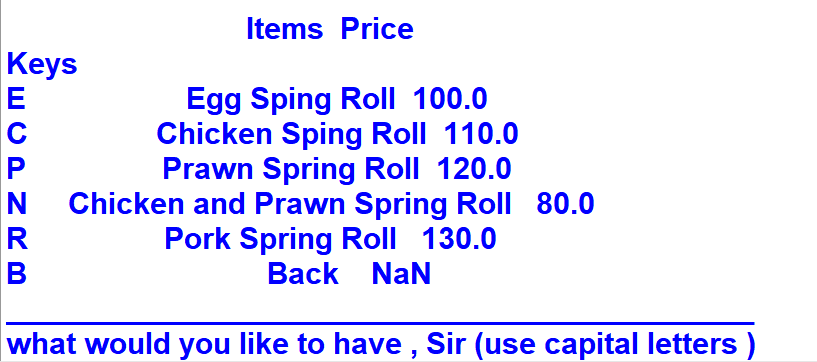 Items Price
Keys
E Egg Sping Roll 100.0
C Chicken Sping Roll 110.0
P Prawn Spring Roll 120.0
N Chicken and Prawn Spring Roll 80.0
R Pork Spring Roll 130.0
B Back NaN
what would you like to have , Sir (use capital letters )